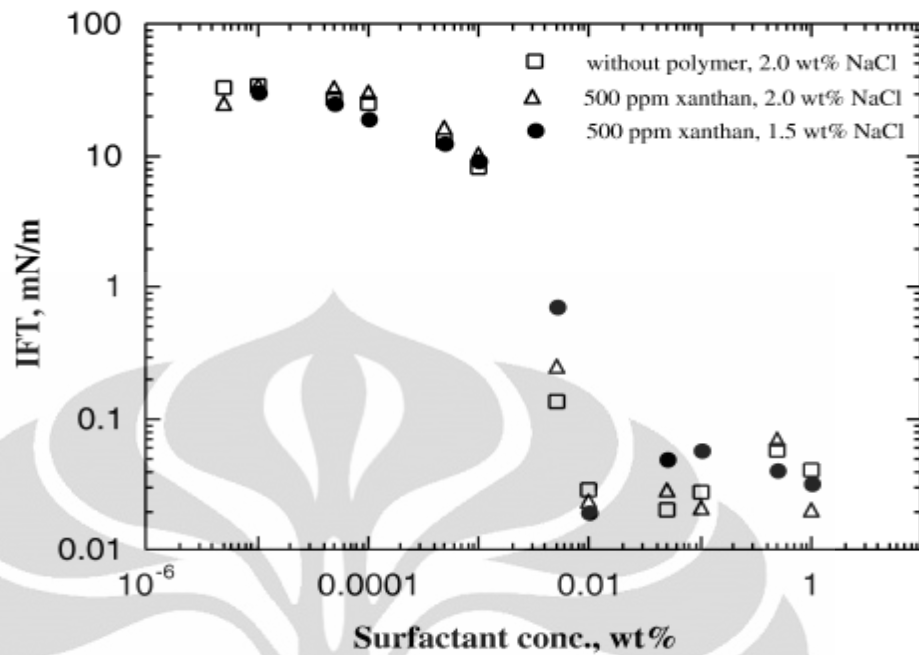 100
10
1
0.1
0.01
IFT, mN/m
without polymer, 2.0 wt% NaCl
500 ppm xanthan, 2.0 wt% NaCl
500 ppm xanthan, 1.5 wt% NaCl
10⁻⁶ 0.0001 0.01 1
Surfactant conc., wt%